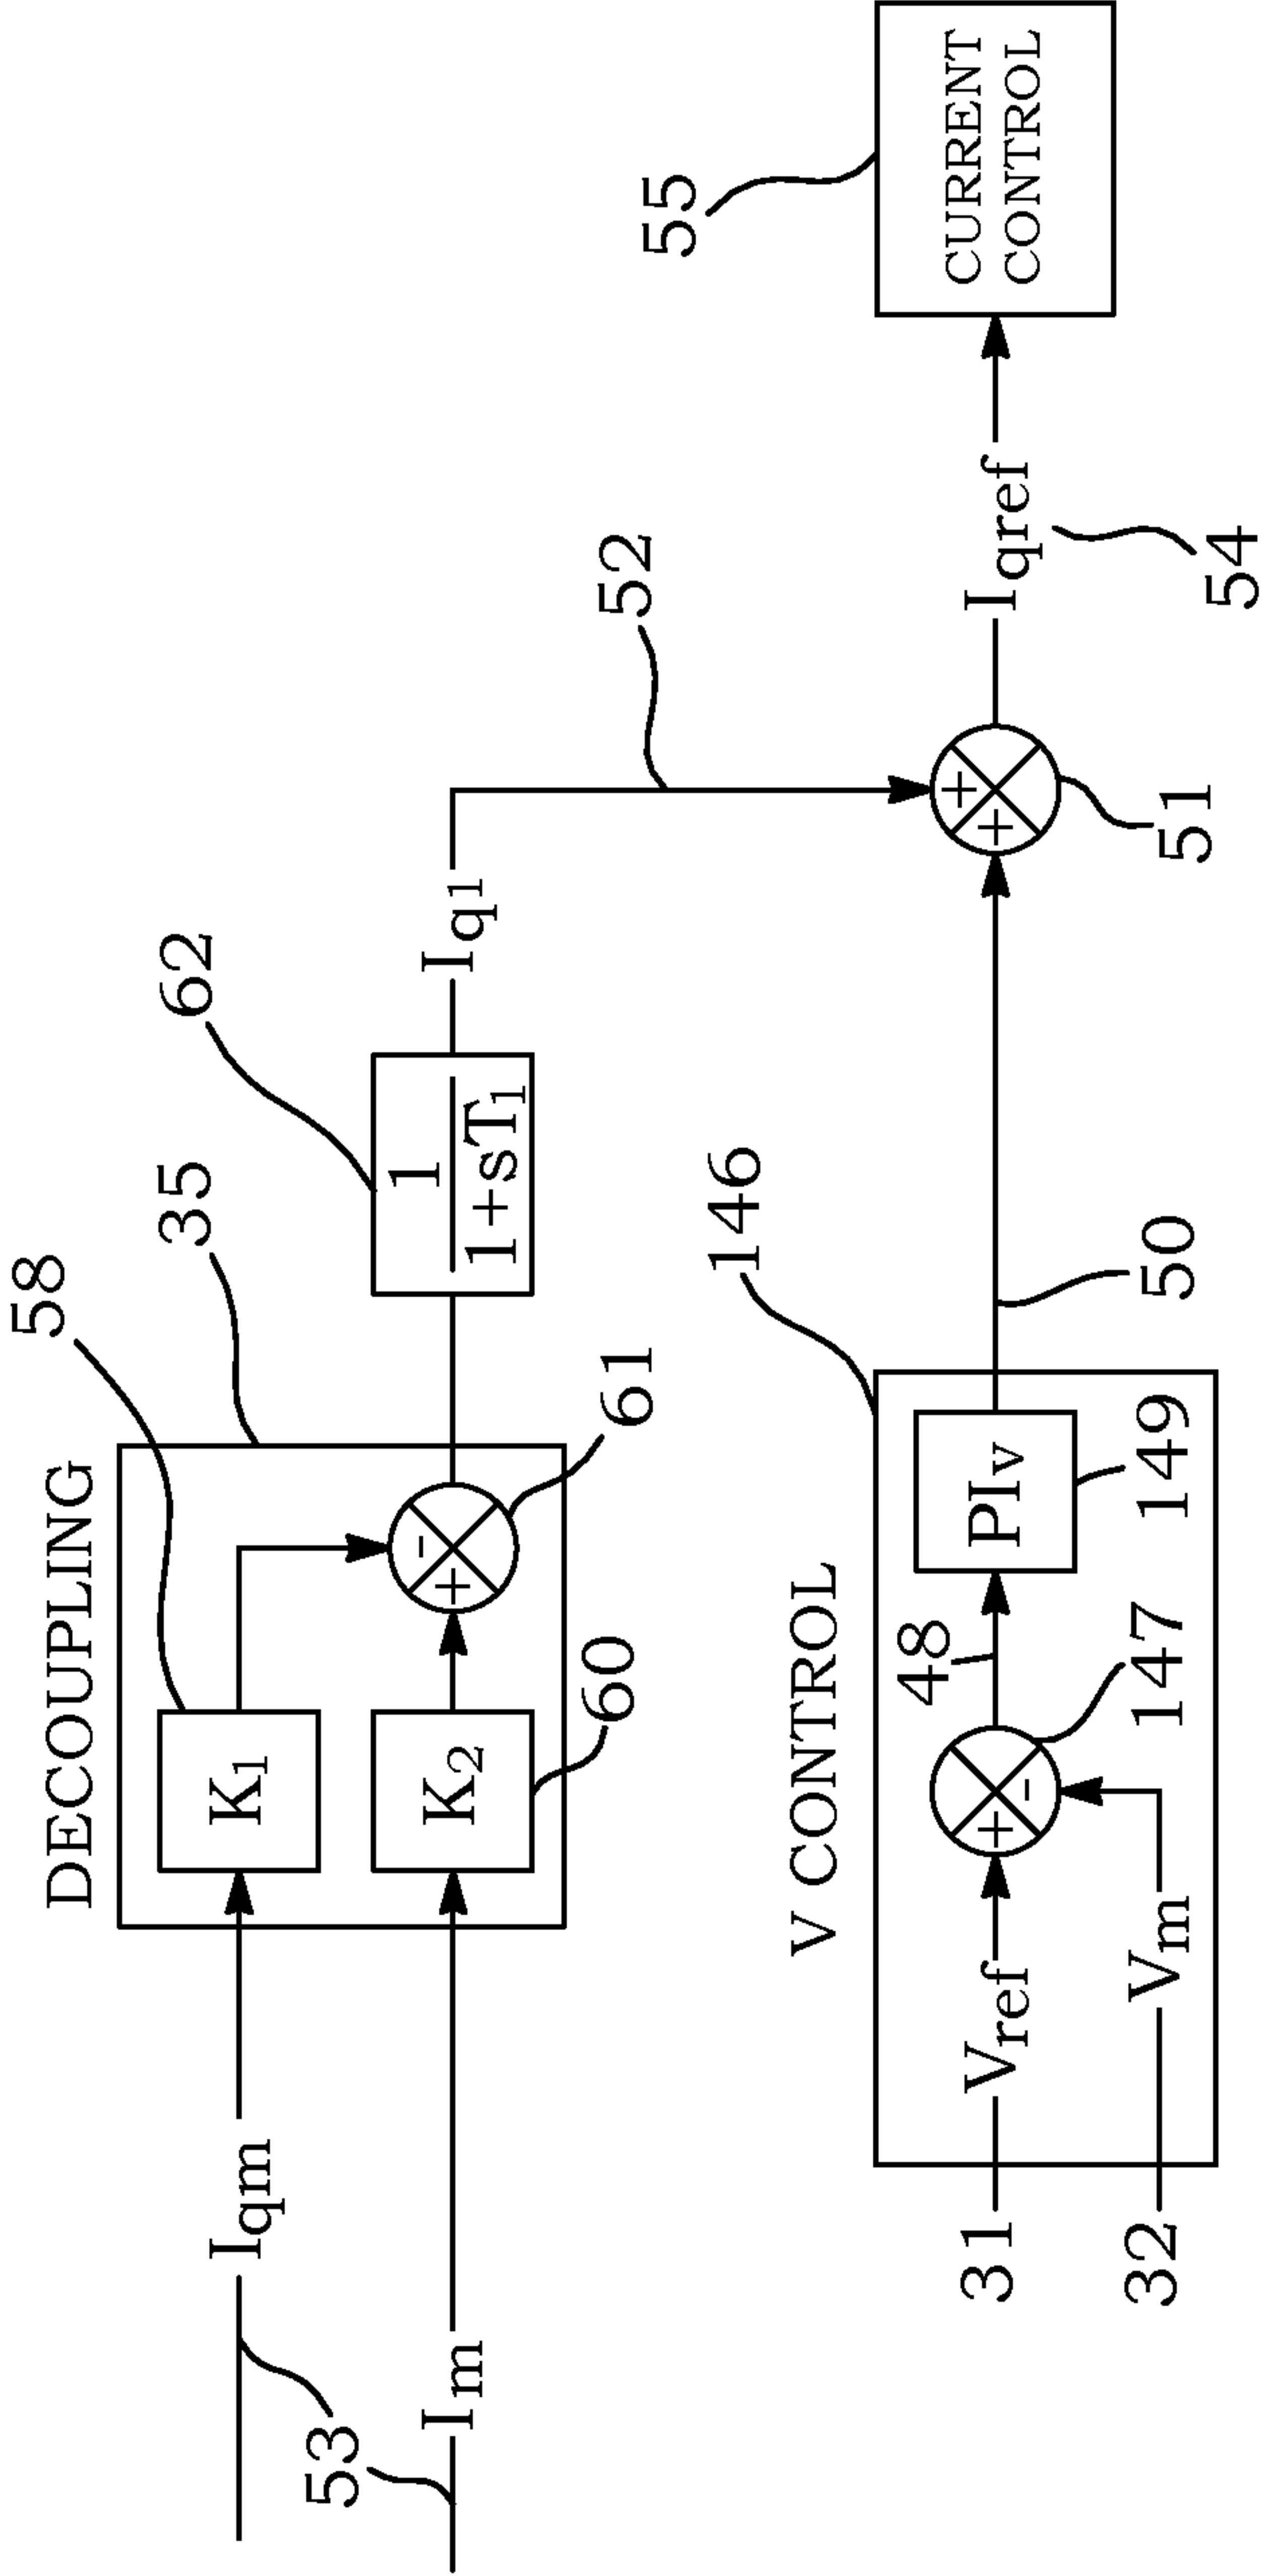 58
35
62
DECOUPLING
K1
Iqm
1
1+sT1
Iq1
52
55
53
K2
61
Im
60
CURRENT
CONTROL
V CONTROL
146
48
31
Vref
+
PIv
+
+
Iqref
-
+
-
32
Vm
147
149
50
51
54